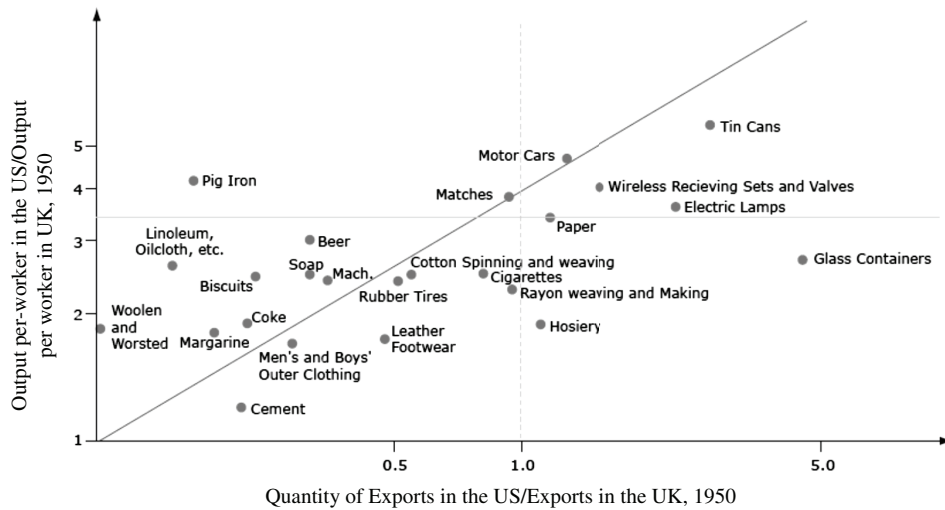 Output per-worker in the US/Output
per worker in UK, 1950
5
4
3
2
1
Tin Cans
Motor Cars
Pig Iron
Matches
Wireless Recieving Sets and Valves
Electric Lamps
Paper
Linoleum,
Oilcloth, etc.
Beer
Glass Containers
Soap
Mach.
Cotton Spinning and weaving
Cigarettes
Biscuits
Rubber Tires
Rayon weaving and Making
Woolen
and
Worsted
Coke
Margarine
Leather
Footwear
Hosiery
Men's and Boys'
Outer Clothing
Cement
0.5
1.0
5.0
Quantity of Exports in the US/Exports in the UK, 1950